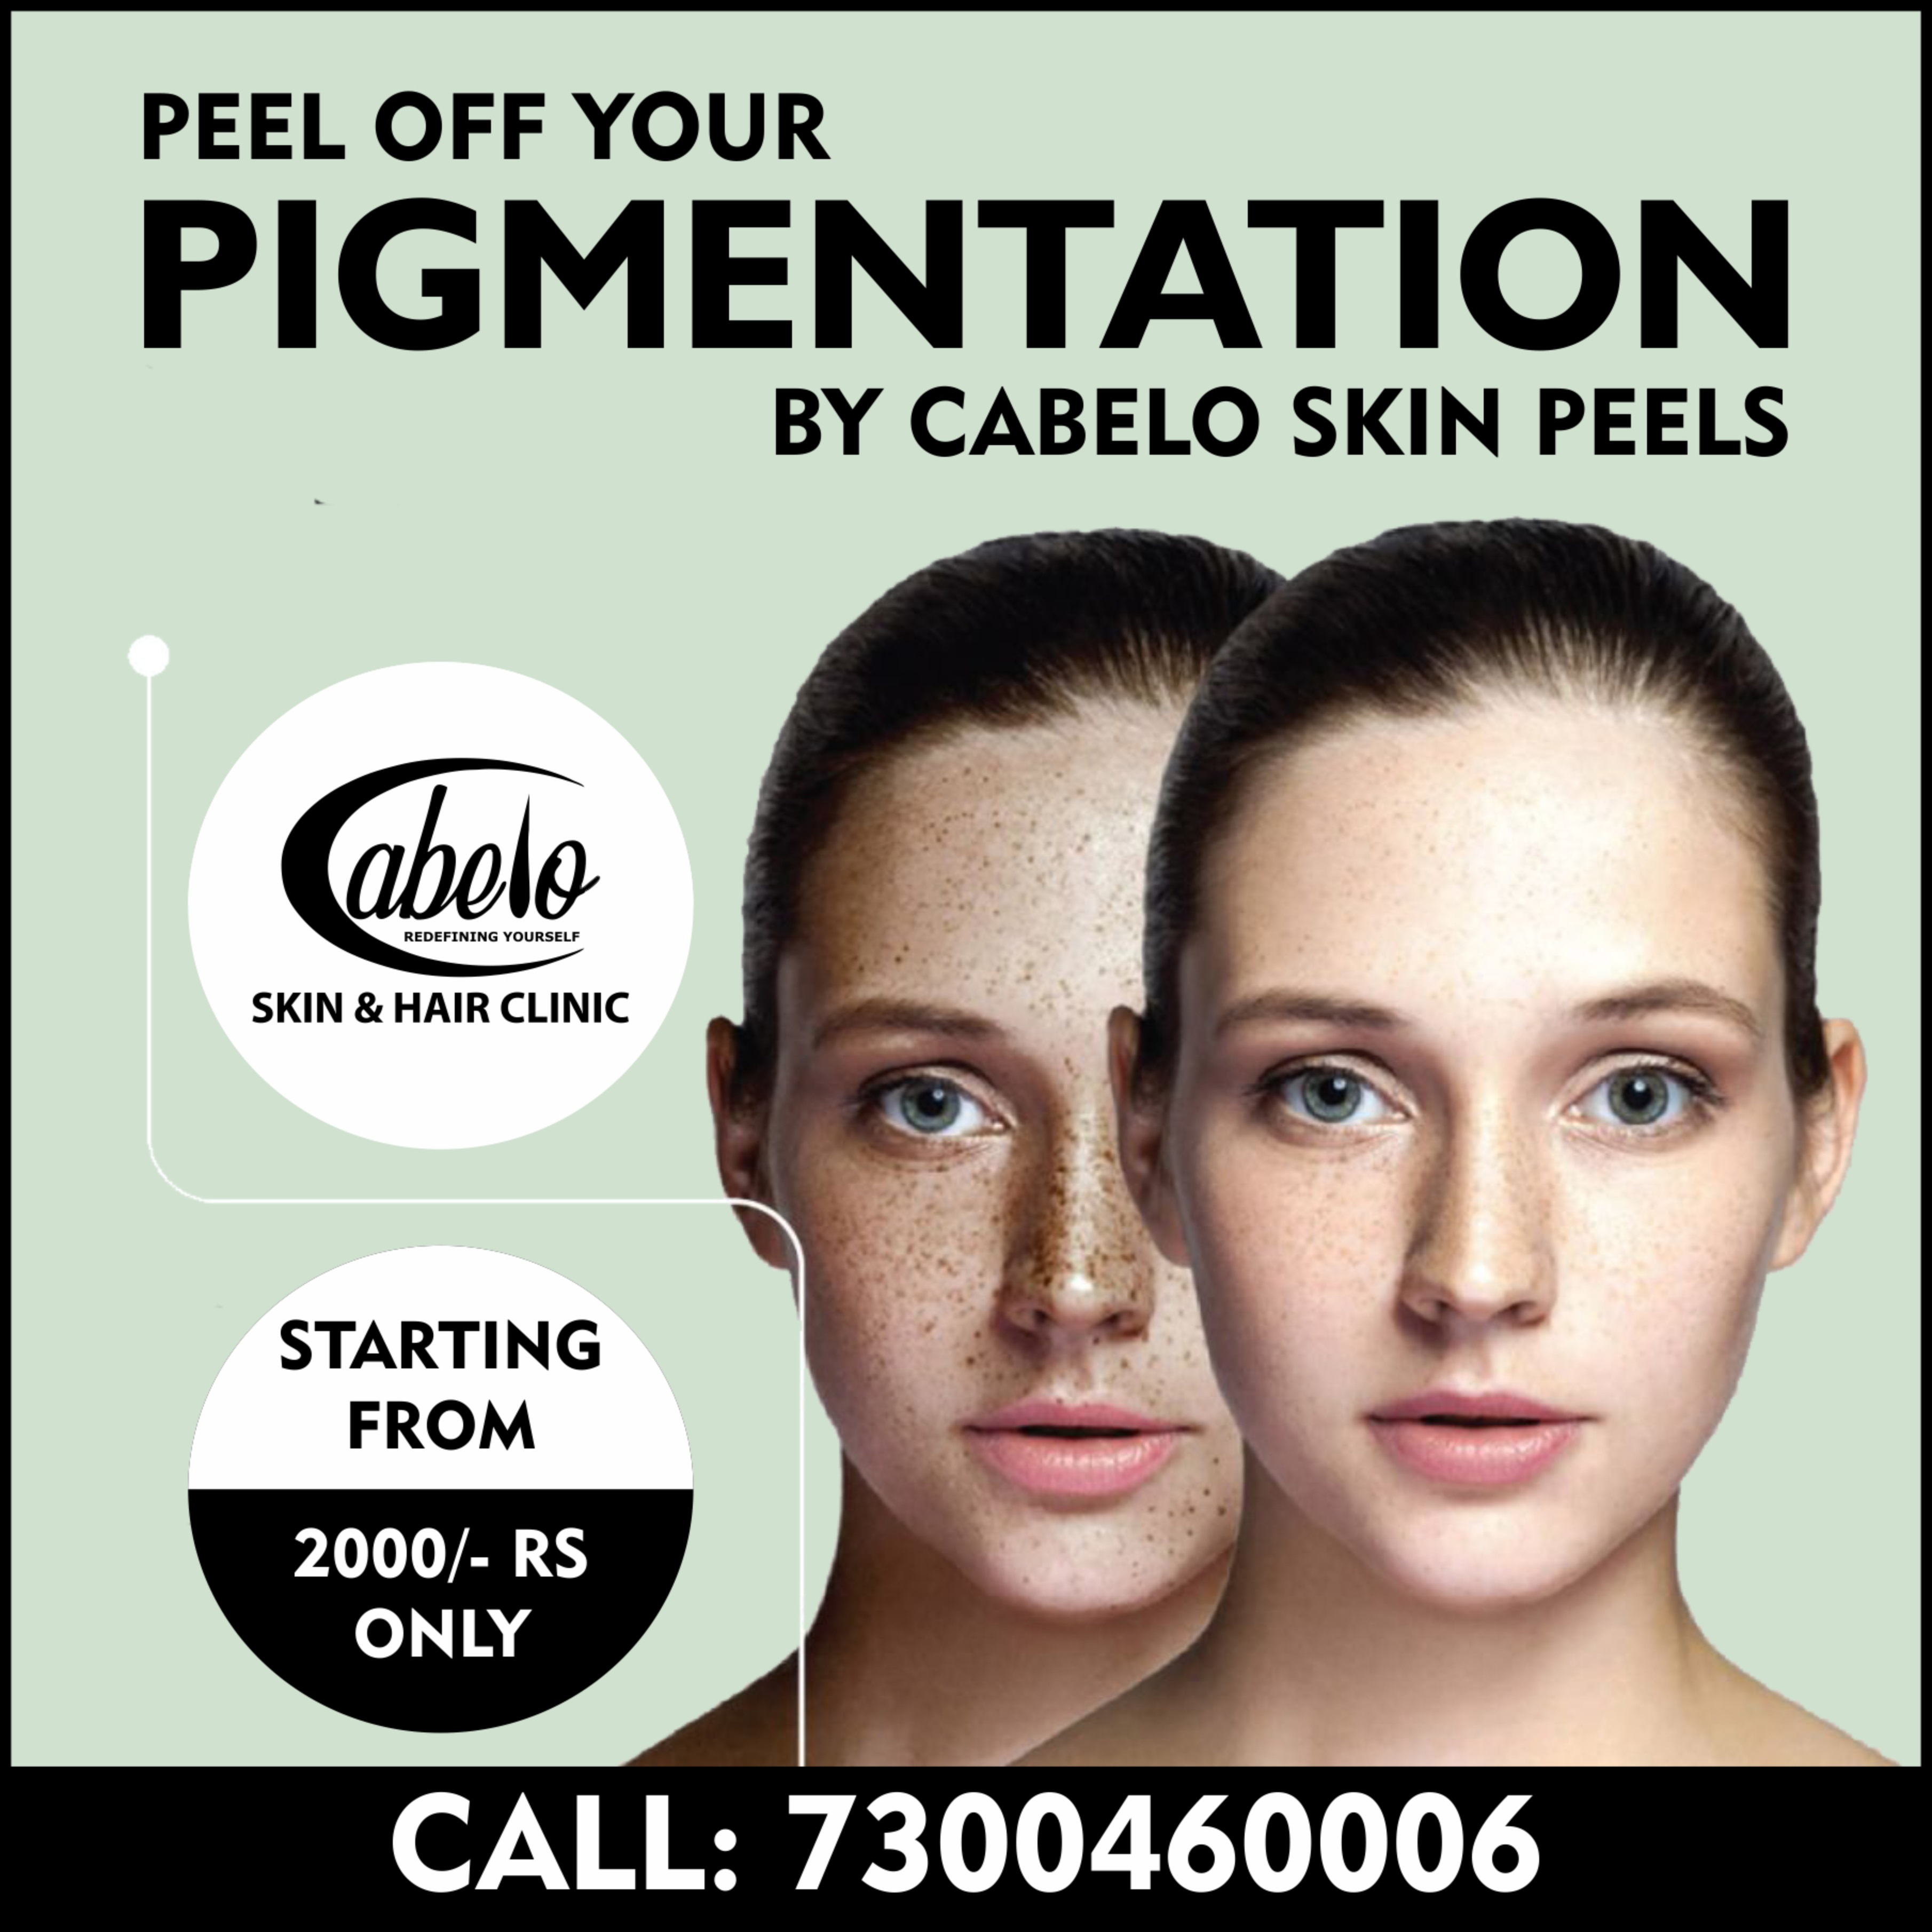 PEEL OFF YOUR
PIGMENTATION
BY CABELO SKIN PEELS
Cabelo
REDEFINING YOURSELF
SKIN & HAIR CLINIC
STARTING
FROM
2000/- RS
ONLY
CALL: 7300460006